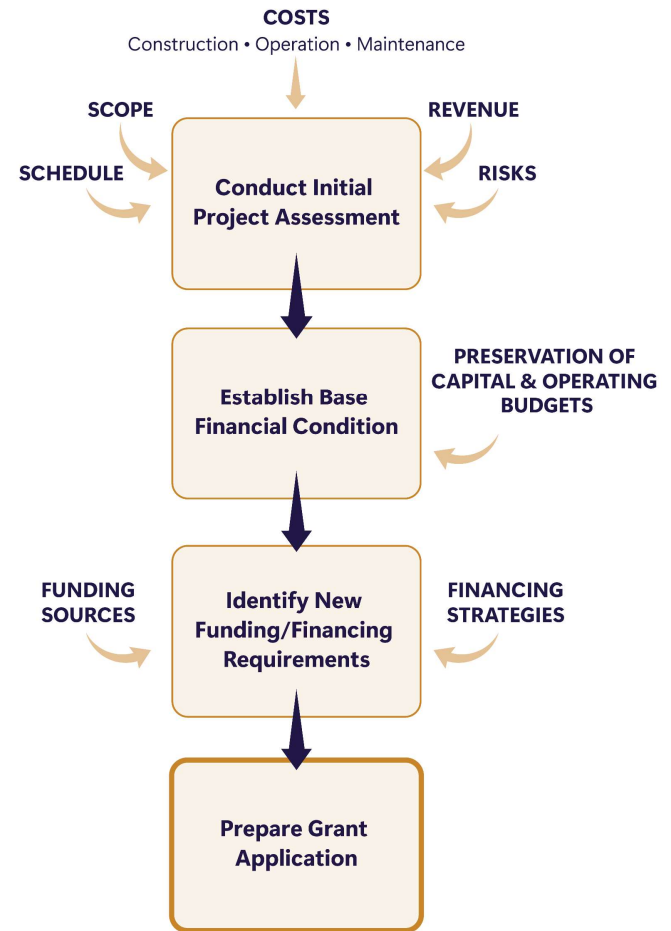 COSTS
Construction • Operation • Maintenance
SCOPE
REVENUE
SCHEDULE
RISKS
Conduct Initial
Project Assessment
PRESERVATION OF
CAPITAL & OPERATING
BUDGETS
Establish Base
Financial Condition
FUNDING
SOURCES
Identify New
Funding/Financing
Requirements
FINANCING
STRATEGIES
Prepare Grant
Application